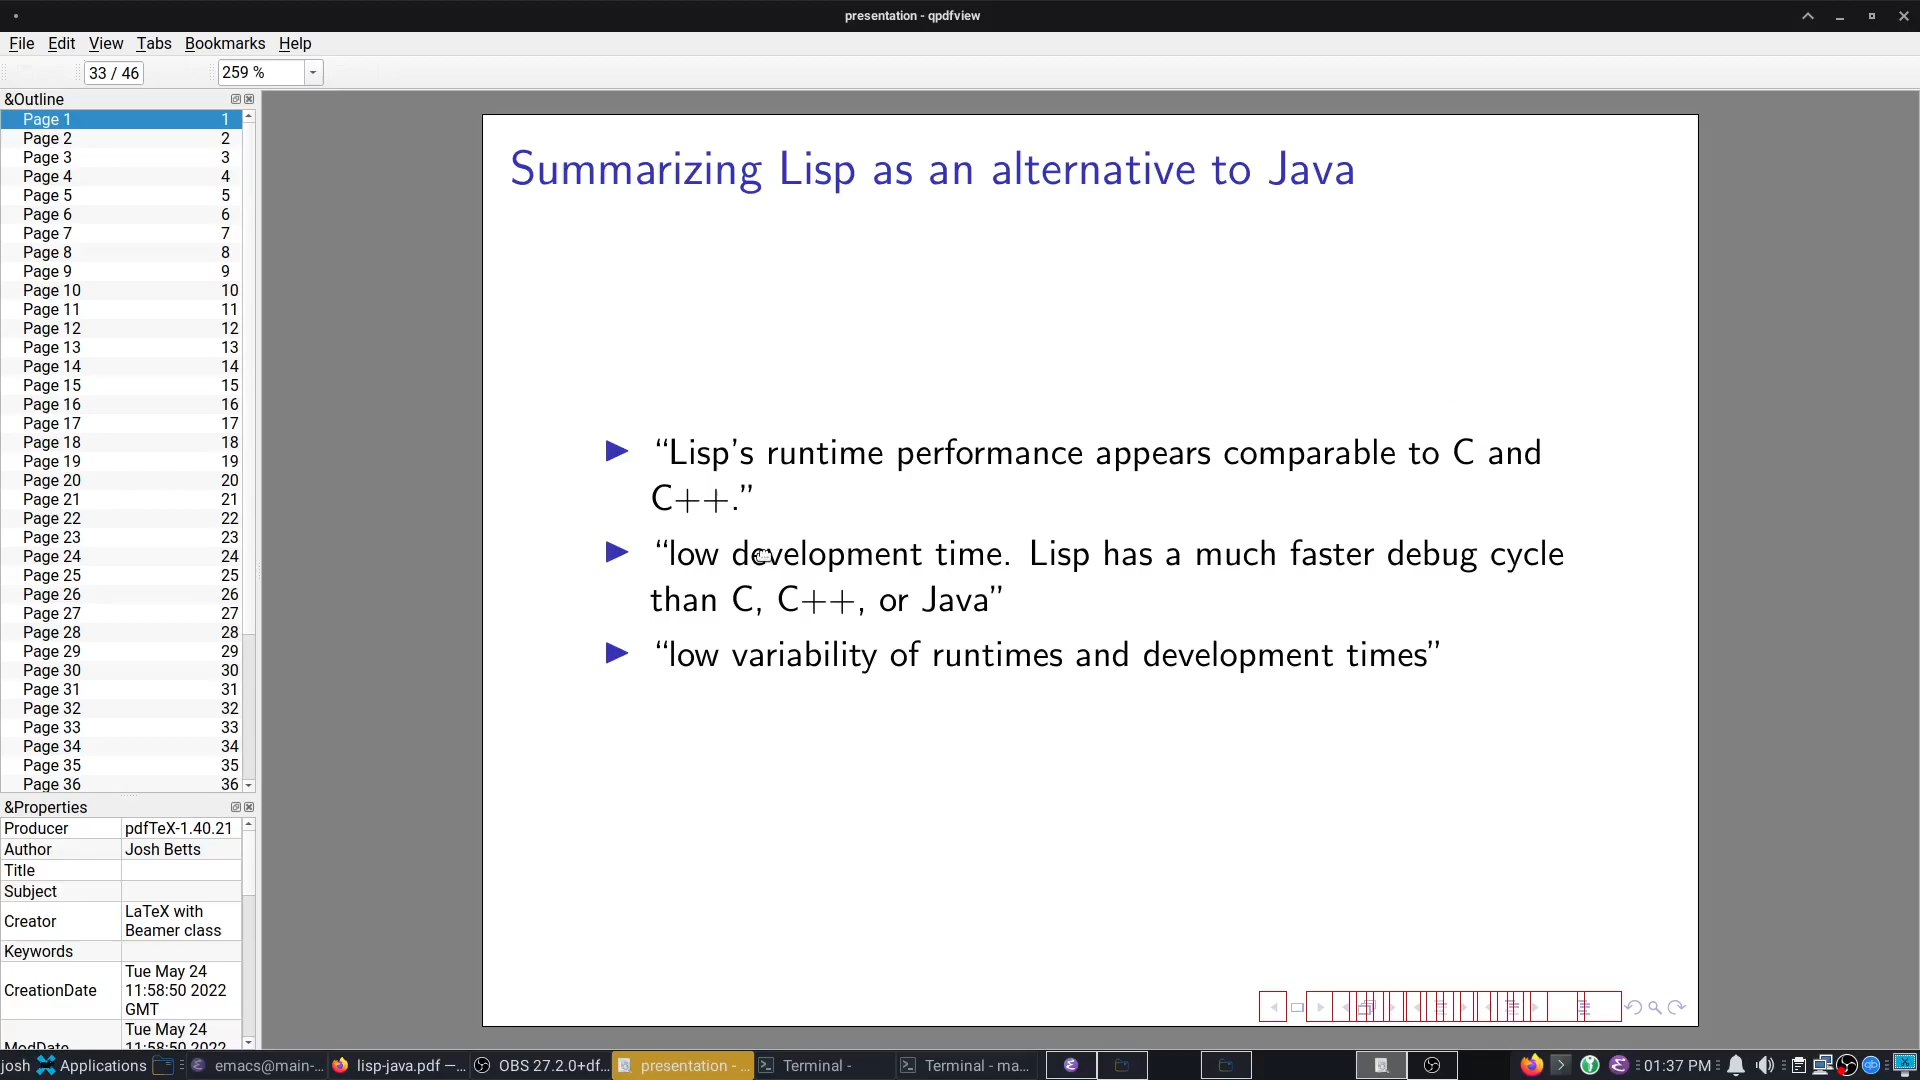 presentation - qpdfview
File Edit View Tabs Bookmarks Help
33 / 46 259 %
&Outline
Page 1 1
Page 2 2
Page 3 3
Page 4 4
Page 5 5
Page 6 6
Page 7 7
Page 8 8
Page 9 9
Page 10 10
Page 11 11
Page 12 12
Page 13 13
Page 14 14
Page 15 15
Page 16 16
Page 17 17
Page 18 18
Page 19 19
Page 20 20
Page 21 21
Page 22 22
Page 23 23
Page 24 24
Page 25 25
Page 26 26
Page 27 27
Page 28 28
Page 29 29
Page 30 30
Page 31 31
Page 32 32
Page 33 33
Page 34 34
Page 35 35
Page 36 36
&Properties
Producer pdfTeX-1.40.21
Author Josh Betts
Title
Subject
Creator LaTeX with
Beamer class
Keywords
CreationDate Tue May 24
11:58:50 2022
GMT
ModDate Tue May 24
11:58:50 2022
Summarizing Lisp as an alternative to Java
“Lisp’s runtime performance appears comparable to C and
C++.”
“low development time. Lisp has a much faster debug cycle
than C, C++, or Java”
“low variability of runtimes and development times”
josh Applications emacs@main-... lisp-java.pdf —... OBS 27.2.0+df... presentation - ... Terminal - Terminal - ma... 01:37 PM